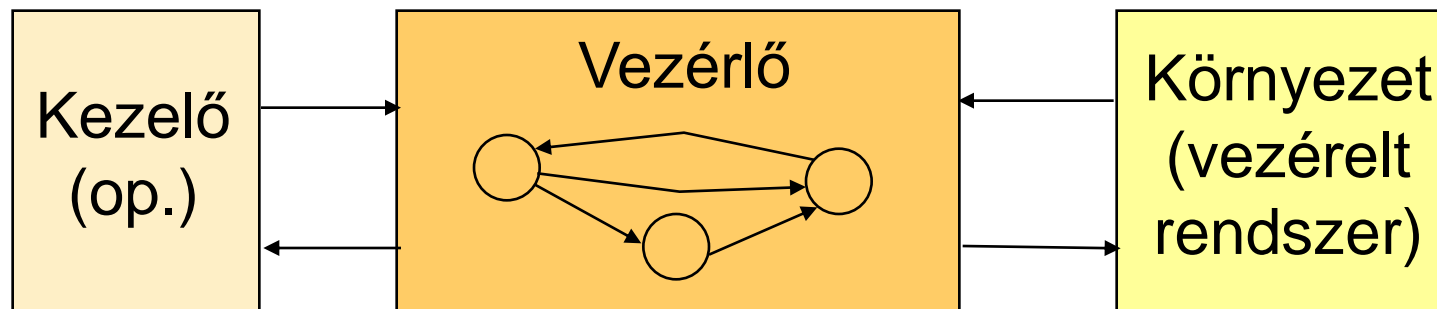 Kezelő
(op.)
Vezérlő
Környezet
(vezérelt
rendszer)